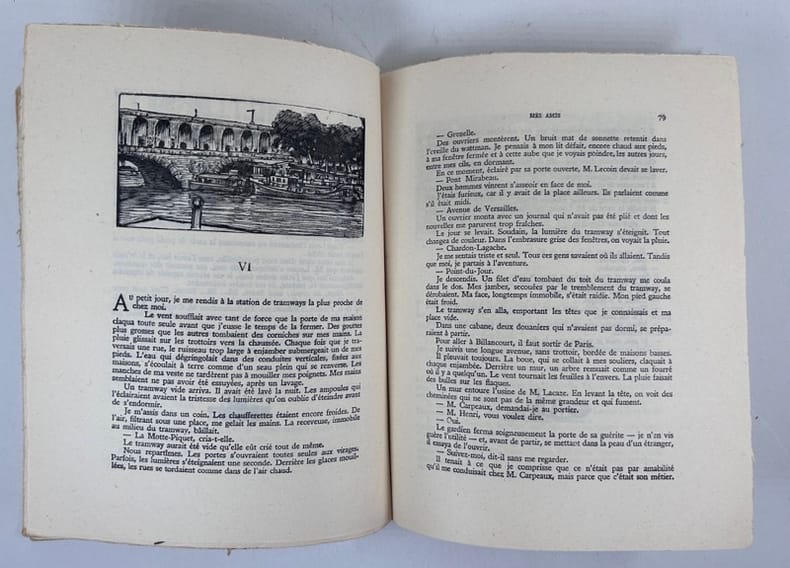 VI
Au petit jour, je me rendis à la station de tramways la plus proche de
chez moi.
Le vent soufflait avec tant de force que la porte de ma maison
claqua toute seule avant que j'eusse le temps de la fermer. Des gouttes
plus grosses que les autres tombaient des corniches sur mes mains. La
pluie glissait sur les trottoirs vers la chaussée. Chaque fois que je tra-
versais une rue, le ruisseau trop large à enjamber submergeait un de mes
pieds. L'eau qui dégringolait dans des conduites verticales, fixées aux
maisons, s'écoulait à terre comme d'un seau plein qui se renverse. Les
manches de ma veste ne tardèrent pas à mouiller mes poignets. Mes mains
semblaient ne pas avoir été essuyées, après un lavage.
Un tramway vide arriva. Il avait été lavé la nuit. Les ampoules qui
l'éclairaient avaient la tristesse des lumières qu'on oublie d'éteindre avant
de s'endormir.
Je m'assis dans un coin. Les chaufferettes étaient encore froides. De
l'air, filtrant sous une place, me gelait les mains. La receveuse, immobile
au milieu du tramway, bâillait.
— La Motte-Piquet, cria-t-elle.
Le tramway aurait été vide qu'elle eût crié tout de même.
Nous repartîmes. Les portes s'ouvraient toutes seules aux virages.
Parfois, les lumières s'éteignaient une seconde. Derrière les glaces mouil-
lées, les rues se tordaient comme dans de l'air chaud.
MES AMIS 79
— Grenelle.
Des ouvriers montèrent. Un bruit mat de sonnette retentit dans
l'oreille du wattman. Je pensais à mon lit défait, encore chaud aux pieds,
à ma fenêtre fermée et à cette aube que je voyais poindre, les autres jours,
entre mes cils, en dormant.
En ce moment, éclairé par sa porte ouverte, M. Lecoin devait se laver.
— Pont Mirabeau.
Deux hommes vinrent s'asseoir en face de moi.
J'étais furieux, car il y avait de la place ailleurs. Ils parlaient comme
s'il était midi.
— Avenue de Versailles.
Un ouvrier monta avec un journal qui n'avait pas été plié et dont les
nouvelles me parurent trop fraîches.
Le jour se levait. Soudain, la lumière du tramway s'éteignit. Tout
changea de couleur. Dans l'embrasure grise des fenêtres, on voyait la pluie.
— Chardon-Lagache.
Je me sentais triste et seul. Tous ces gens savaient où ils allaient. Tandis
que moi, je partais à l'aventure.
— Point-du-Jour.
Je descendis. Un filet d'eau tombant du toit du tramway me coula
dans le dos. Mes jambes, secouées par le tremblement du tramway, se
dérobaient. Ma face, longtemps immobile, s'était raidie. Mon pied gauche
était froid.
Le tramway s'en alla, emportant les têtes que je connaissais et ma
place vide.
Dans une cabane, deux douaniers qui n'avaient pas dormi, se prépa-
raient à partir.
Pour aller à Billancourt, il faut sortir de Paris.
Je suivis une longue avenue, sans trottoir, bordée de maisons basses.
Il pleuvait toujours. La boue, qui se collait à mes souliers, claquait à
chaque enjambée. Derrière un mur, un arbre remuait comme un fourré
où il y a quelqu'un. Le vent tournait les feuilles à l'envers. La pluie faisait
des bulles sur les flaques.
Un mur entoure l'usine de M. Lacaze. En levant la tête, on voit des
cheminées qui ne sont pas de la même grandeur et qui fument.
— M. Carpeaux, demandai-je au portier.
— M. Henri, vous voulez dire.
— Oui.
Le gardien ferma soigneusement la porte de sa guérite — je n'en vis
guère l'utilité — et, avant de partir, se mettant dans la peau d'un étranger,
il essaya de l'ouvrir.
— Suivez-moi, dit-il sans me regarder.
Il tenait à ce que je comprisse que ce n'était pas par amabilité
qu'il me conduisait chez M. Carpeaux, mais parce que c'était son métier.